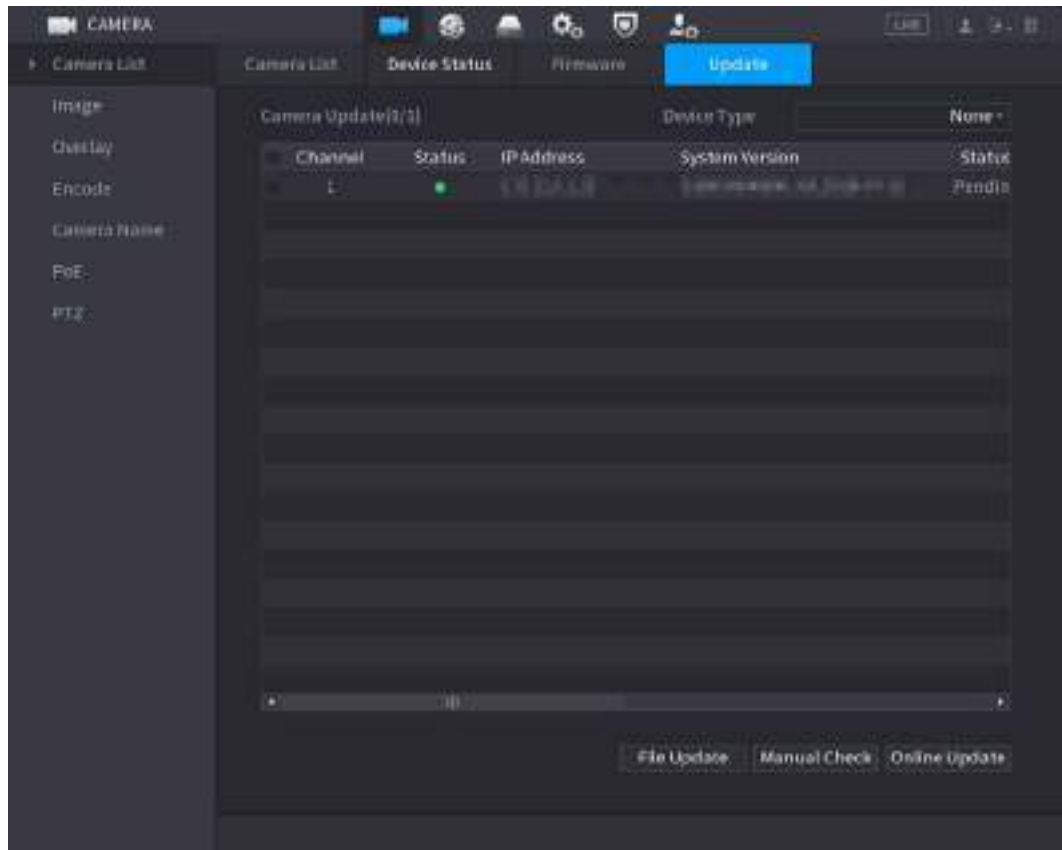 CAMERA LIVE
Camera List Camera List Device Status Firmware Update
Image
Camera Update(1/1) Device Type None
Overlay
Channel Status IP Address System Version Status
Encode
1 Pendin
Camera Name
PoE
PTZ
File Update Manual Check Online Update